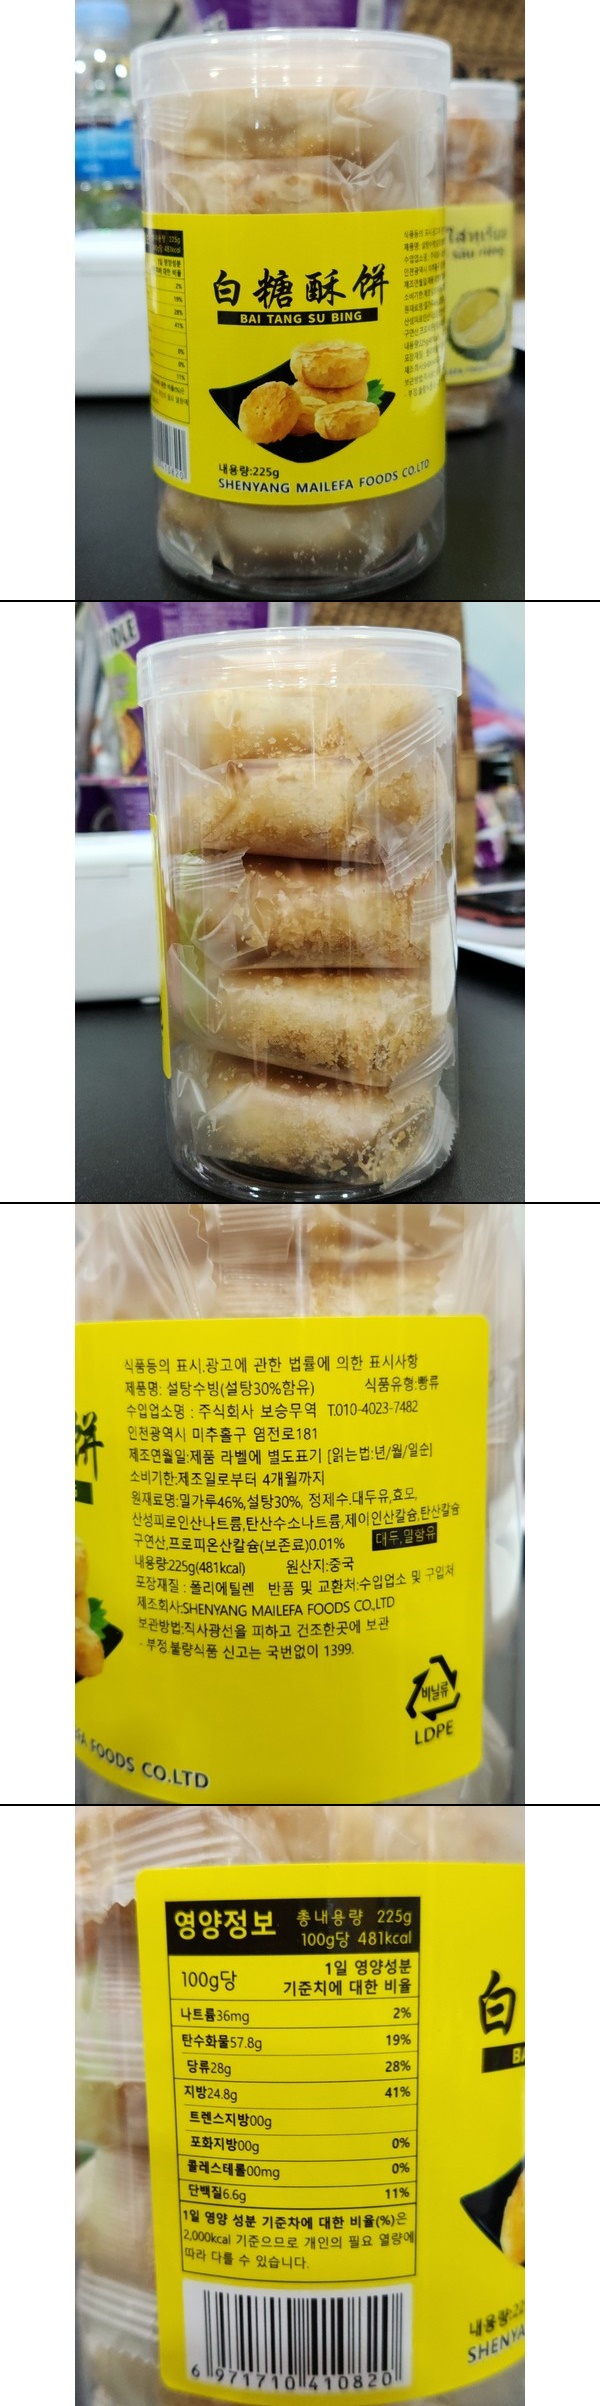 白糖酥饼
BAI TANG SU BING
내용량:225g
SHENYANG MAILEFA FOODS CO.LTD
식품등의 표시.광고에 관한 법률에 의한 표시사항
제품명: 설탕수빙(설탕30%함유) 식품유형:빵류
수입업소명 : 주식회사 보승무역 T.010-4023-7482
인천광역시 미추홀구 염전로181
제조연월일:제품 라벨에 별도표기 [읽는법:년/월/일순]
소비기한:제조일로부터 4개월까지
원재료명:밀가루46%,설탕30%, 정제수.대두유,효모,
산성피로인산나트륨,탄산수소나트륨,제이인산칼슘,탄산칼슘
구연산,프로피온산칼슘(보존료)0.01% 대두,밀함유
내용량:225g(481kcal) 원산지:중국
포장재질 : 폴리에틸렌 반품 및 교환처:수입업소 및 구입처
제조회사:SHENYANG MAILEFA FOODS CO.,LTD
보관방법:직사광선을 피하고 건조한곳에 보관
- 부정.불량식품 신고는 국번없이 1399.
비닐류
LDPE
FOODS CO.LTD
영양정보 총내용량 225g
100g당 481kcal
100g당 1일 영양성분
기준치에 대한 비율
나트륨36mg 2%
탄수화물57.8g 19%
당류28g 28%
지방24.8g 41%
트렌스지방00g
포화지방00g 0%
콜레스테롤00mg 0%
단백질6.6g 11%
1일 영양 성분 기준차에 대한 비율(%)은
2,000kcal 기준으므로 개인의 필요 열량에
따라 다를 수 있습니다.
6 971710 410820
白
내용량:22
SHENYA